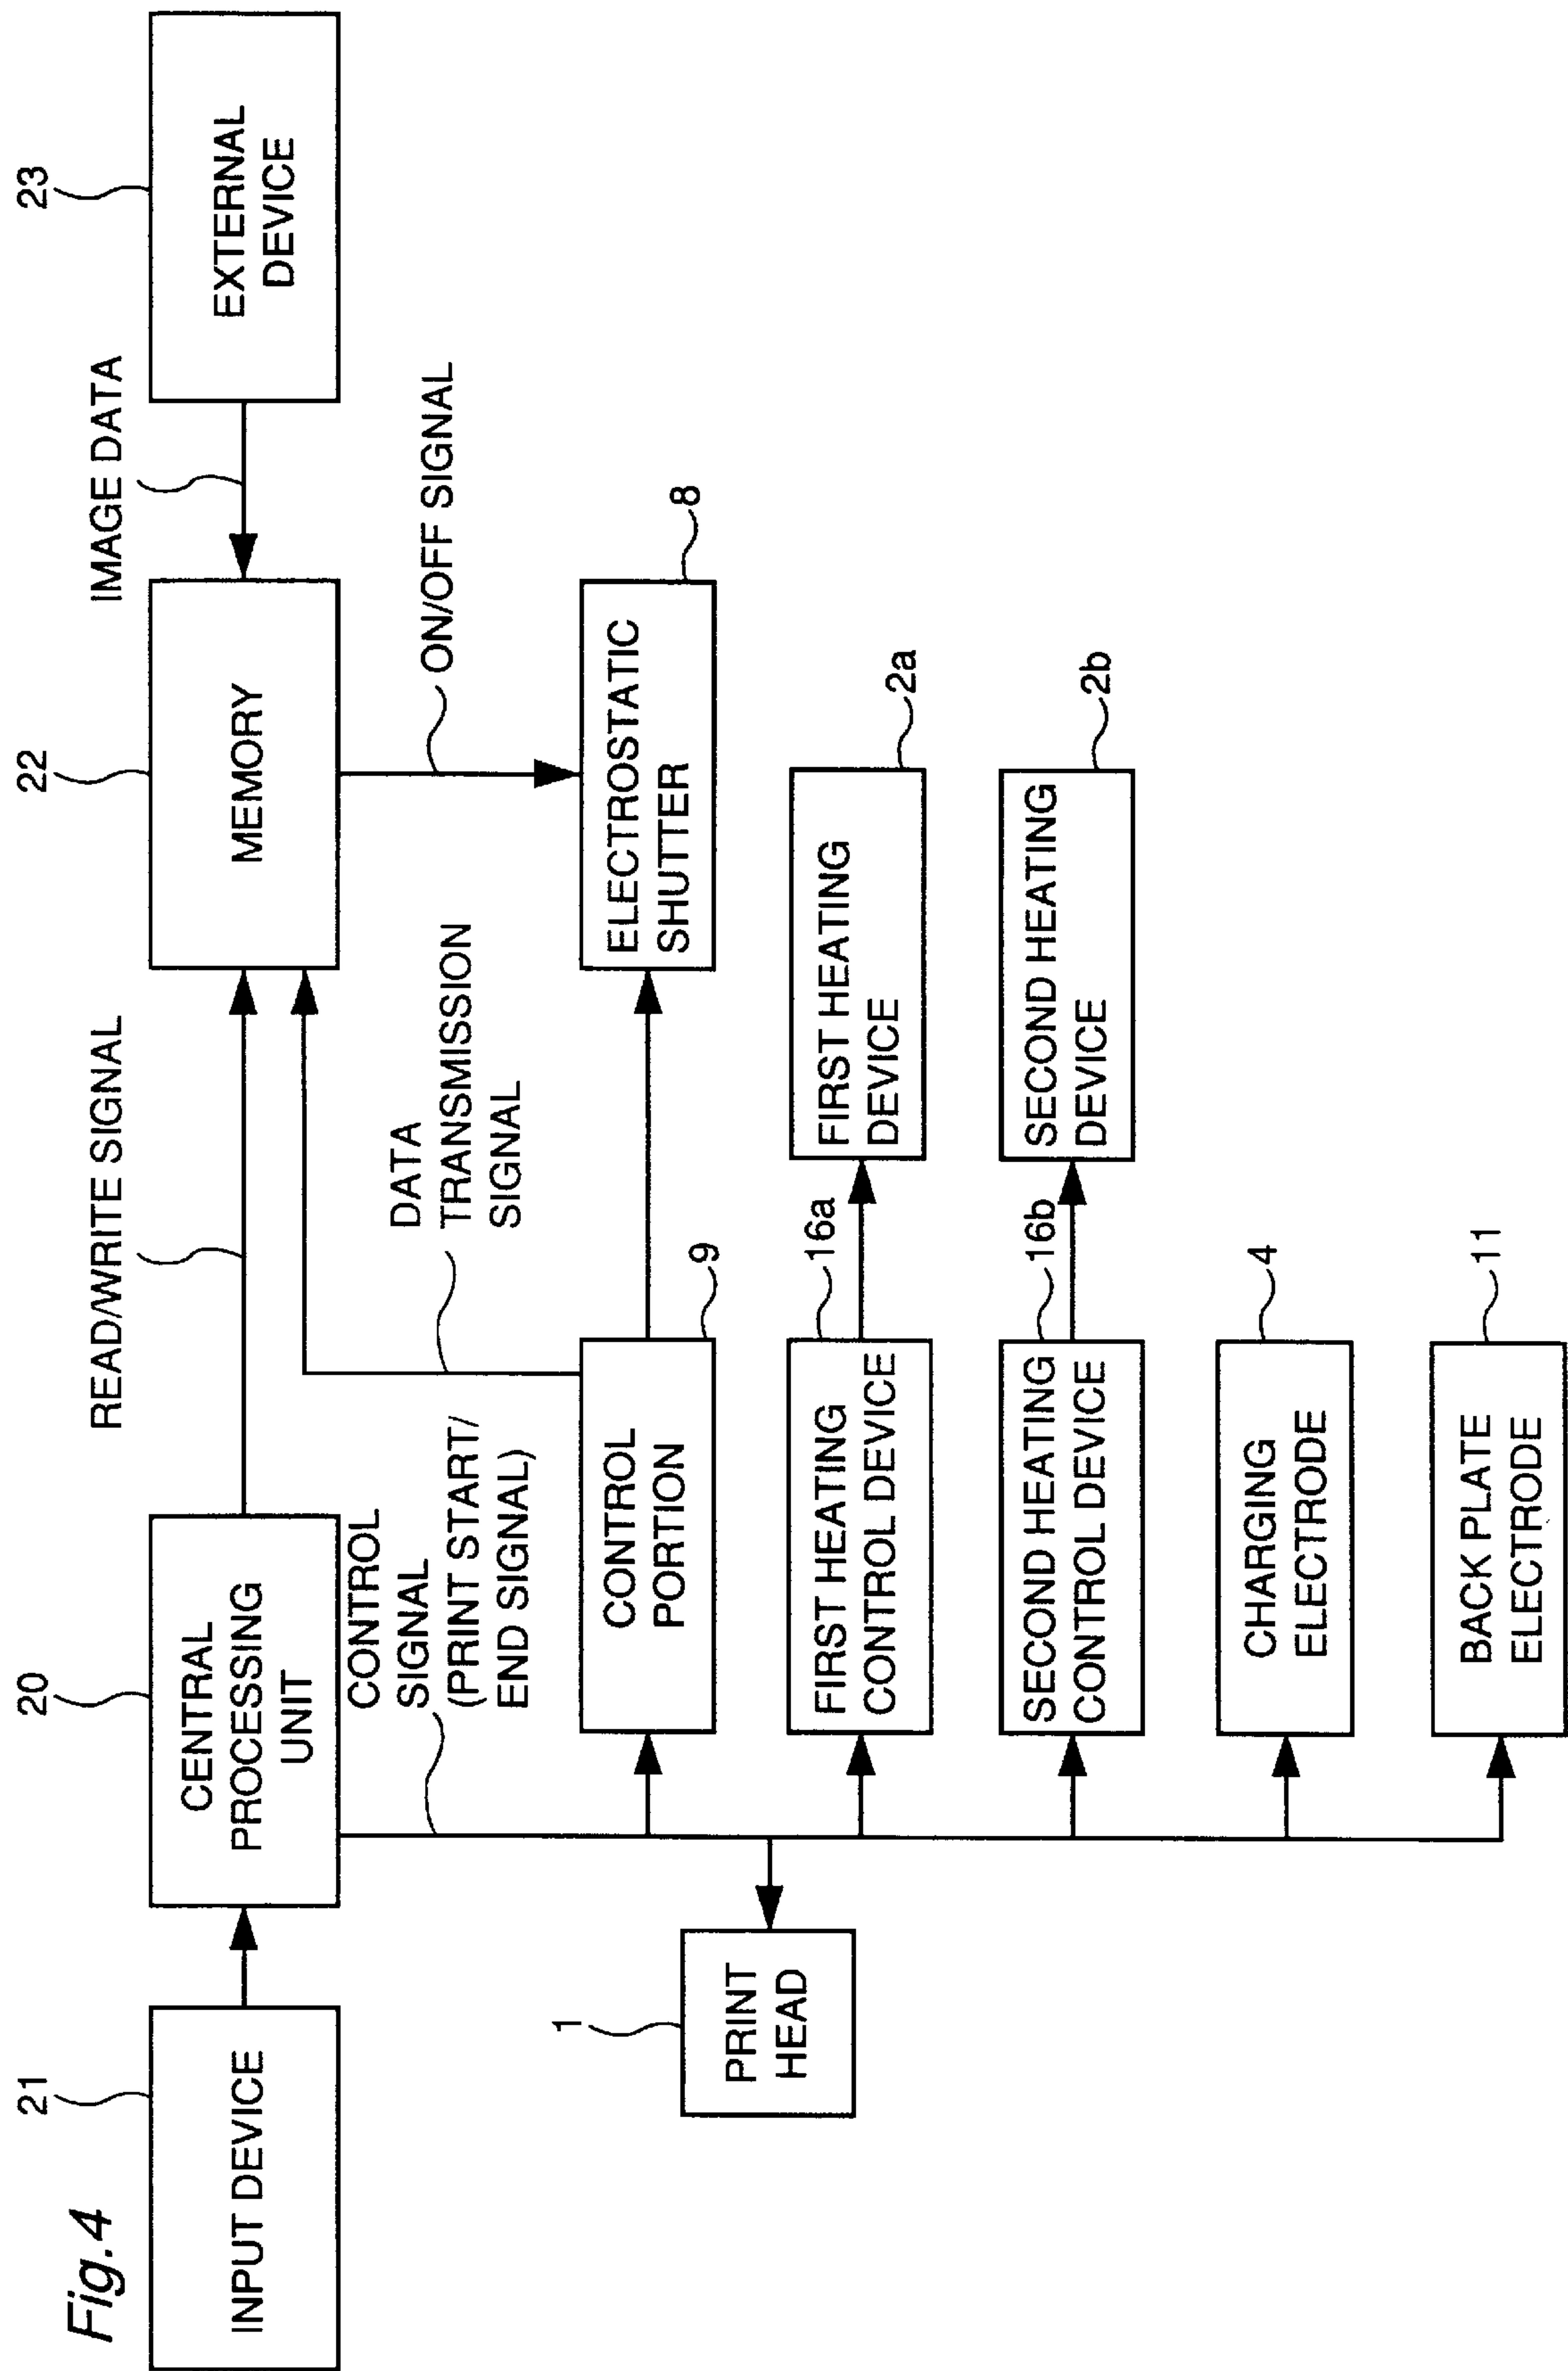 Fig.4
21
INPUT DEVICE
20
CENTRAL
PROCESSING
UNIT
READ/WRITE SIGNAL
22
MEMORY
IMAGE DATA
23
EXTERNAL
DEVICE
CONTROL
SIGNAL
(PRINT START/
END SIGNAL)
DATA
TRANSMISSION
SIGNAL
ON/OFF SIGNAL
1
PRINT
HEAD
CONTROL
PORTION
9
ELECTROSTATIC
SHUTTER
8
FIRST HEATING
CONTROL DEVICE
16a
FIRST HEATING
DEVICE
2a
SECOND HEATING
CONTROL DEVICE
16b
SECOND HEATING
DEVICE
2b
CHARGING
ELECTRODE
4
BACK PLATE
ELECTRODE
11